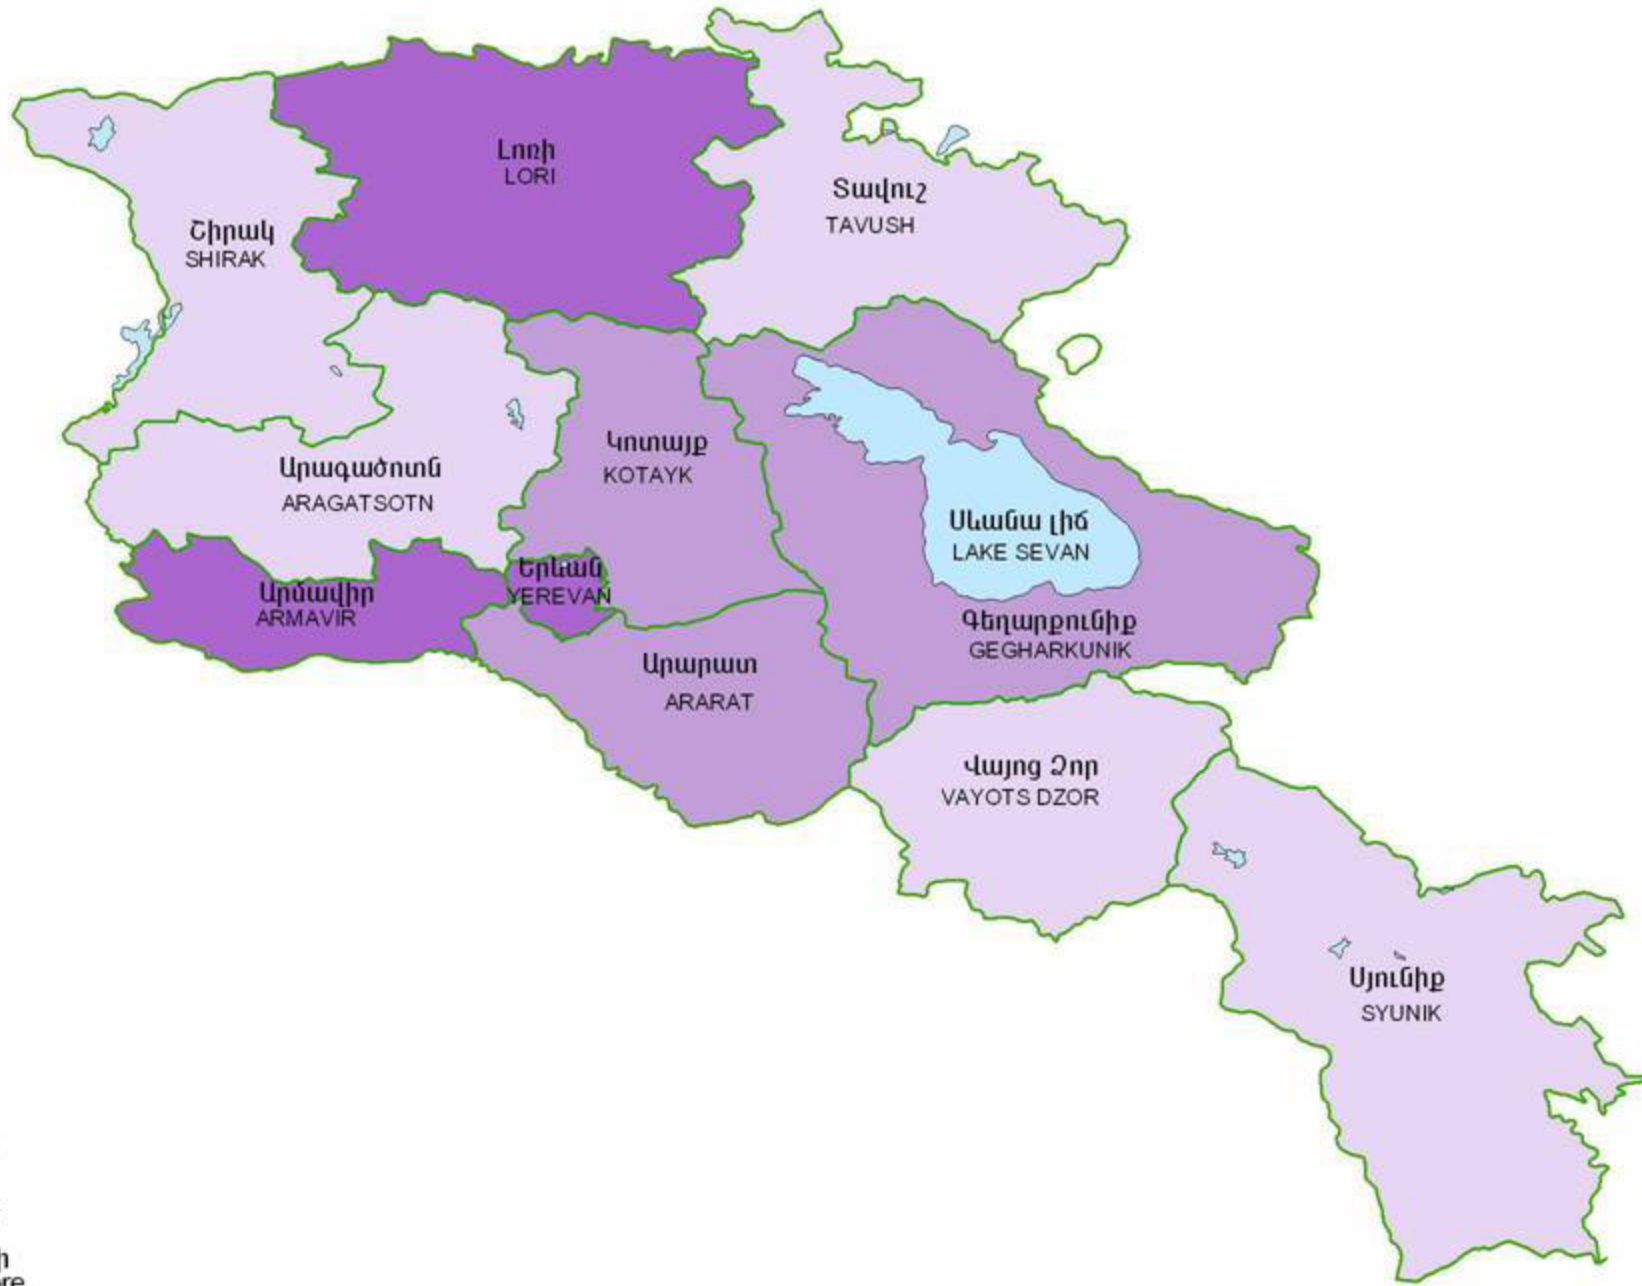 Լոռի
LORI
Տավուշ
TAVUSH
Շիրակ
SHIRAK
Կոտայք
KOTAYK
Արագածոտն
ARAGATSOTN
Սևանա լիճ
LAKE SEVAN
Երևան
YEREVAN
Արմավիր
ARMAVIR
Գեղարքունիք
GEGHARKUNIK
Արարատ
ARARAT
Վայոց Ձոր
VAYOTS DZOR
Սյունիք
SYUNIK